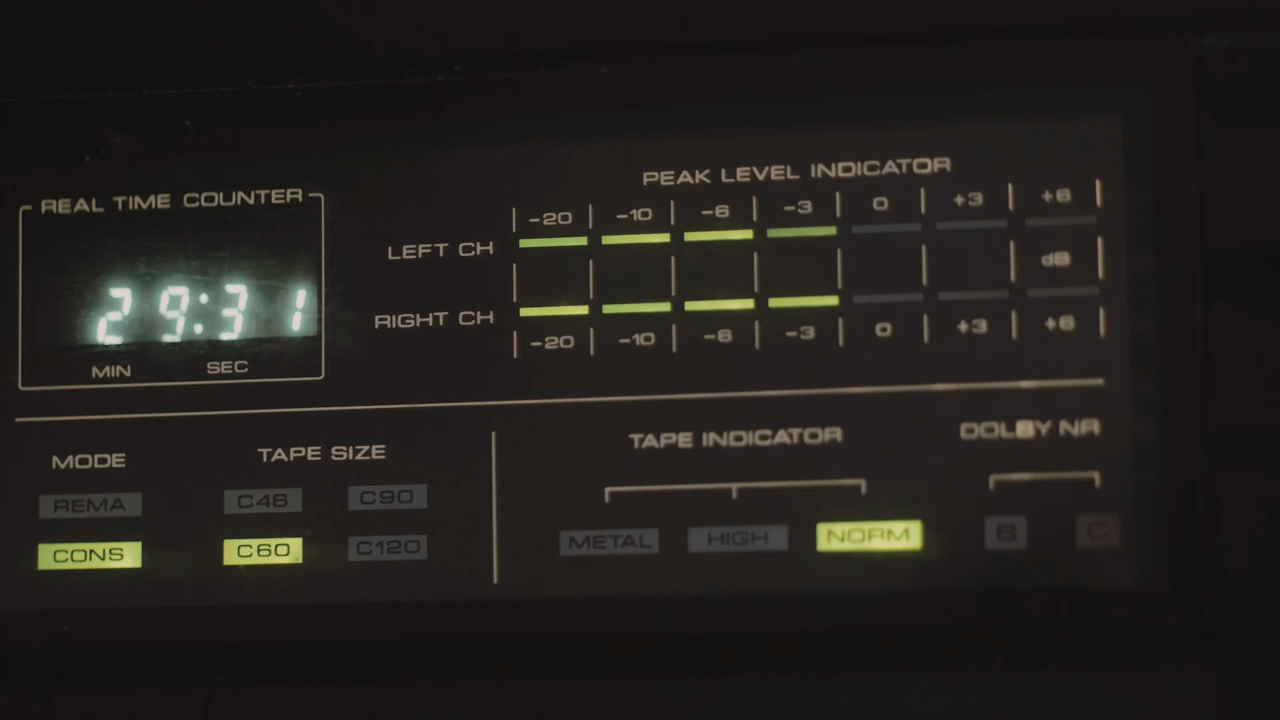 REAL TIME COUNTER
29:31
MIN SEC
PEAK LEVEL INDICATOR
-20 -10 -6 -3 0 +3 +6
LEFT CH
dB
RIGHT CH
-20 -10 -6 -3 0 +3 +6
MODE
REMA
CONS
TAPE SIZE
C46 C90
C60 C120
TAPE INDICATOR
METAL HIGH NORM
DOLBY NR
B C